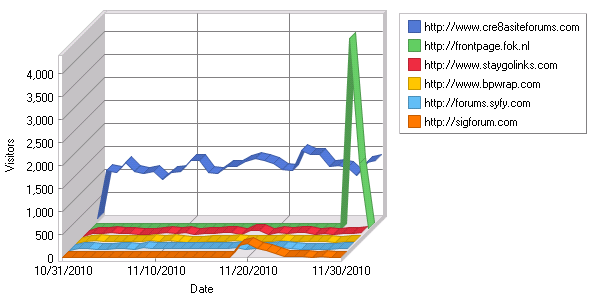 http://www.cre8asiteforums.com
http://frontpage.fok.nl
http://www.staygolinks.com
http://www.bpwrap.com
http://forums.syfy.com
http://sigforum.com
Visitors
4,000
3,500
3,000
2,500
2,000
1,500
1,000
500
0
10/31/2010 11/10/2010 11/20/2010 11/30/2010
Date